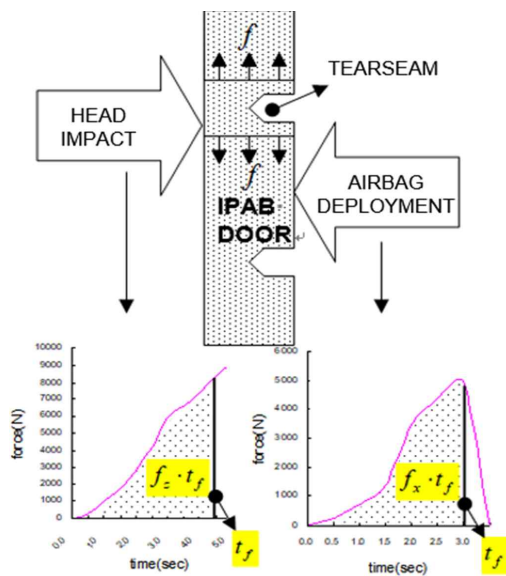 f
TEARSEAM
HEAD
IMPACT
f
IPAB
DOOR
AIRBAG
DEPLOYMENT
10000
9000
8000
7000
6000
5000
4000
3000
2000
1000
0
force(N)
f_z · t_f
0.0
1.0
2.0
3.0
4.0
5.0
time(sec)
t_f
6000
5000
4000
3000
2000
1000
0
force(N)
f_x · t_f
0.0
0.5
1.0
1.5
2.0
2.5
3.0
time(sec)
t_f